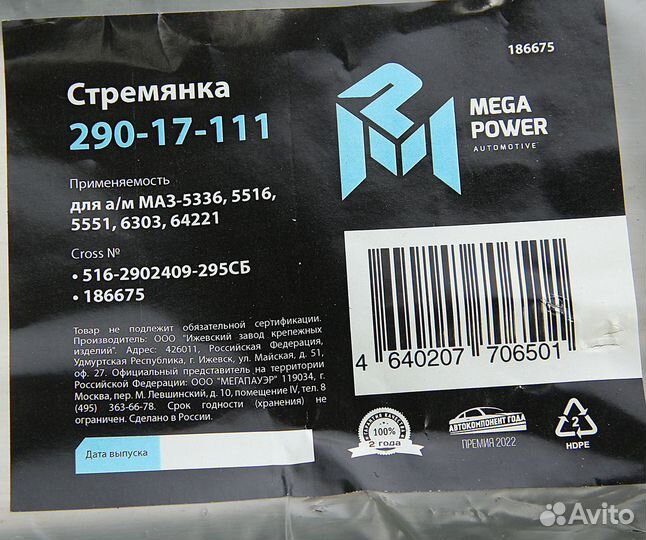 186675
Стремянка
290-17-111
MEGA
POWER
AUTOMOTIVE
Применяемость
для а/м МАЗ-5336, 5516,
5551, 6303, 64221
Cross №
• 516-2902409-295СБ
• 186675
Товар не подлежит обязательной сертификации.
Производитель: ООО "Ижевский завод крепежных
изделий". Адрес: 426011, Российская Федерация,
Удмуртская Республика, г. Ижевск, ул. Майская, д. 51,
оф. 27. Официальный представитель на территории
Российской Федерации: ООО "МЕГАПАУЭР" 119034, г.
Москва, пер. М. Левшинский, д. 10, помещение IV, тел. 8
(495) 363-66-78. Срок годности (хранения) не
ограничен. Сделано в России.
4 640207 706501
Дата выпуска
ГАРАНТИЯ КАЧЕСТВА
100%
2 года
АВТОКОМПОНЕНТ ГОДА
ПРЕМИЯ 2022
2
HDPE
Avito